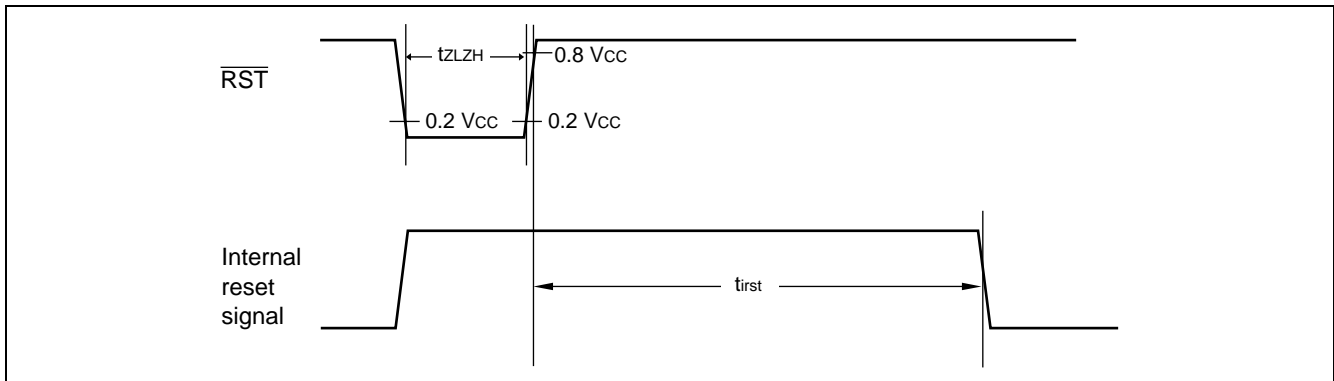 tZLZH
0.8 VCC
RST
0.2 VCC
0.2 VCC
Internal
reset
signal
tirst